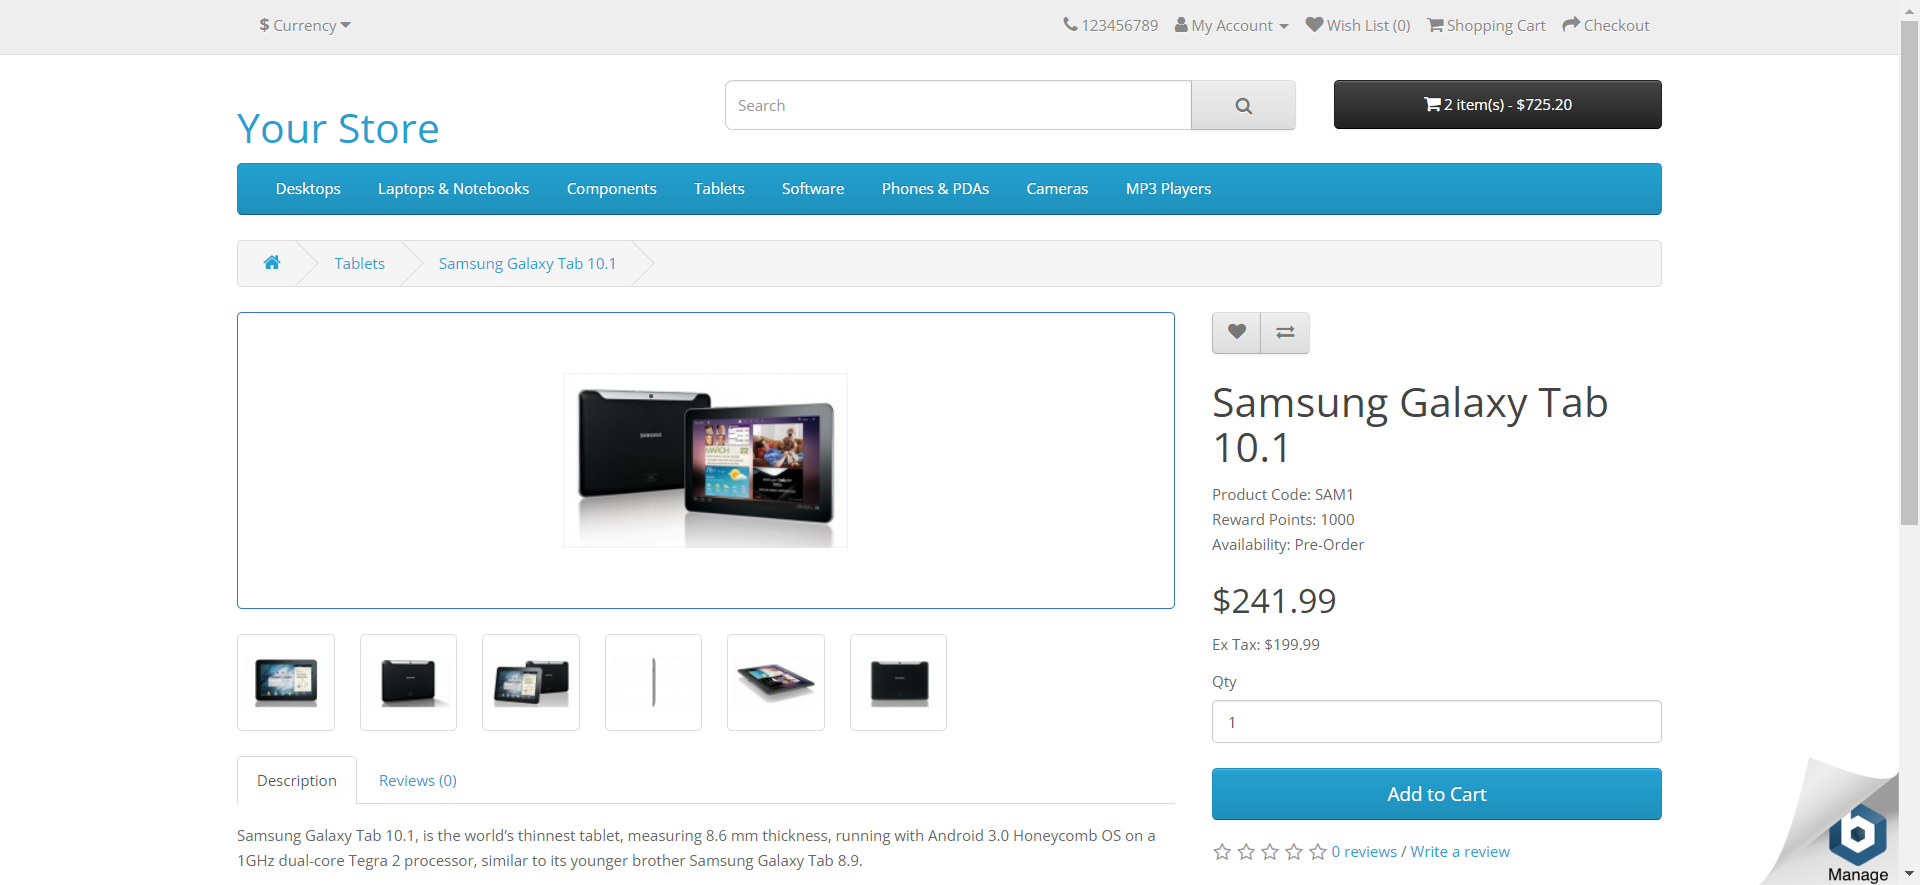 $ Currency
123456789 My Account Wish List (0) Shopping Cart Checkout
Search
2 item(s) - $725.20
Your Store
Desktops Laptops & Notebooks Components Tablets Software Phones & PDAs Cameras MP3 Players
Tablets Samsung Galaxy Tab 10.1
Samsung Galaxy Tab
10.1
SAMSUNG
MARCH 22
Product Code: SAM1
Reward Points: 1000
Availability: Pre-Order
$241.99
Ex Tax: $199.99
Qty
1
Add to Cart
0 reviews / Write a review
Description Reviews (0)
Samsung Galaxy Tab 10.1, is the world’s thinnest tablet, measuring 8.6 mm thickness, running with Android 3.0 Honeycomb OS on a
1GHz dual-core Tegra 2 processor, similar to its younger brother Samsung Galaxy Tab 8.9.
b
Manage